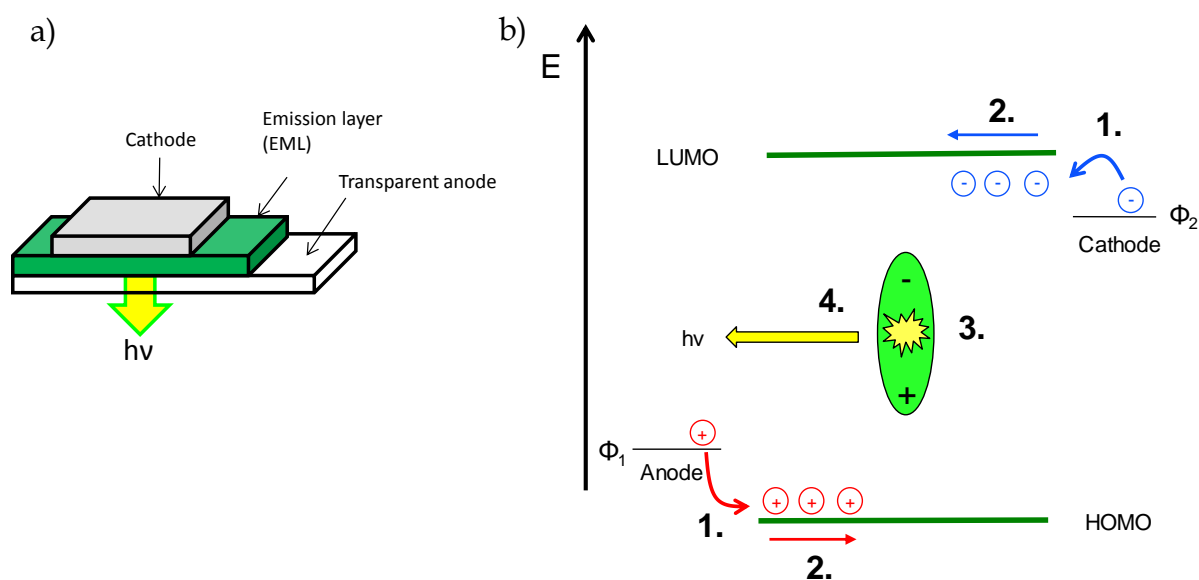 a)
Cathode
Emission layer
(EML)
Transparent anode
hν
b)
E
LUMO
2.
1.
- - -
-
Φ2
Cathode
-
4.
3.
hν
+
+
Φ1
Anode
+ + +
1.
2.
HOMO